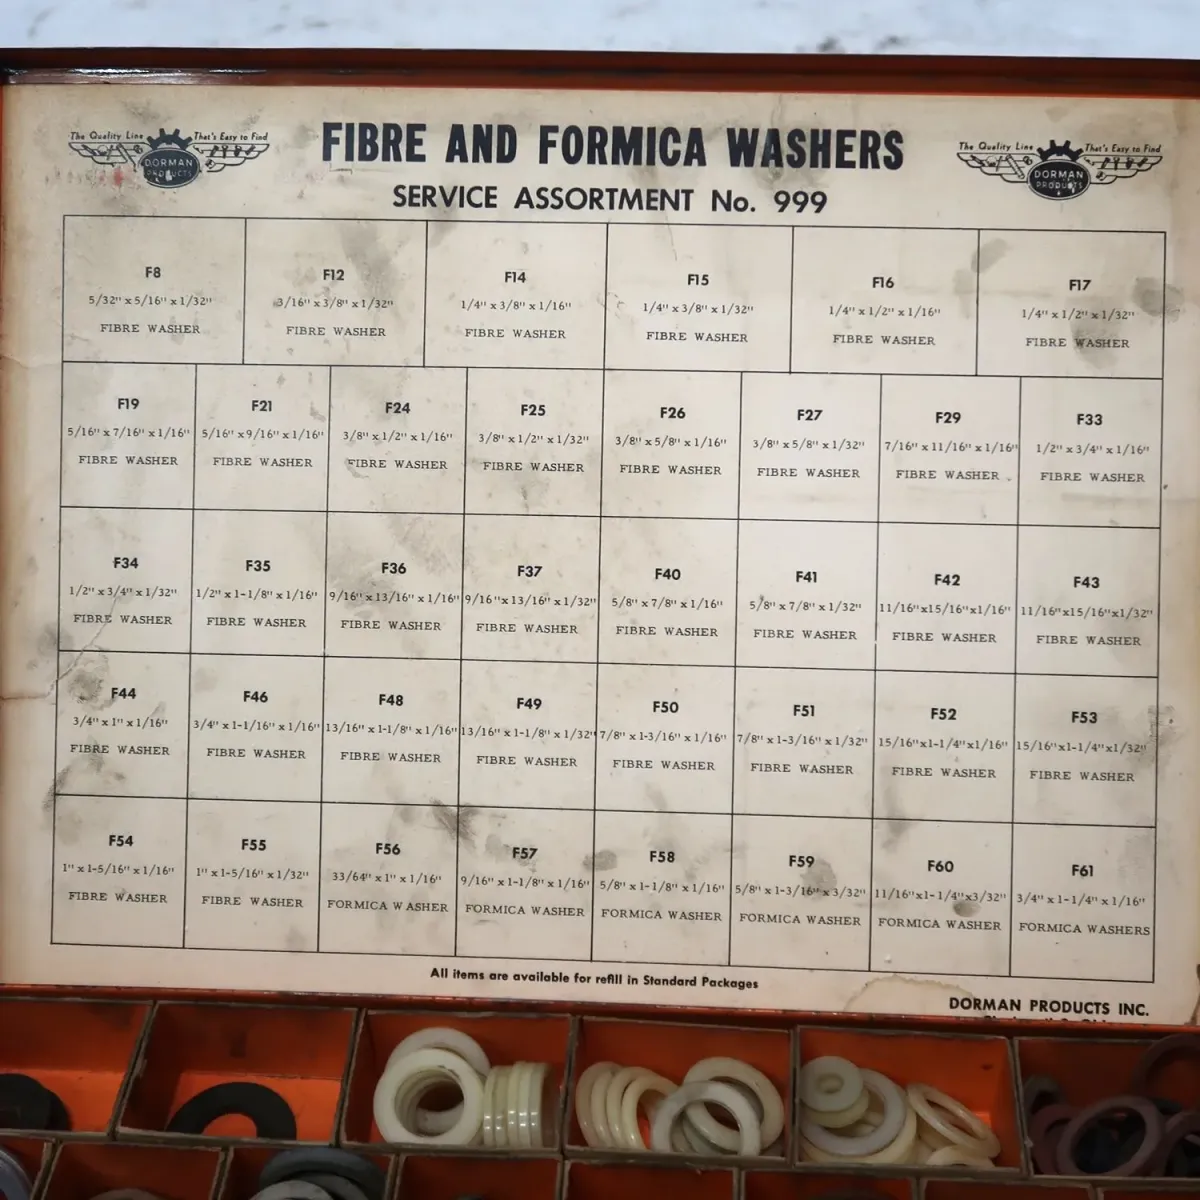 The Quality Line That's Easy to Find
DORMAN
PRODUCTS
FIBRE AND FORMICA WASHERS
SERVICE ASSORTMENT No. 999
The Quality Line That's Easy to Find
DORMAN
PRODUCTS
F8
5/32" x 5/16" x 1/32"
FIBRE WASHER
F12
3/16" x 3/8" x 1/32"
FIBRE WASHER
F14
1/4" x 3/8" x 1/16"
FIBRE WASHER
F15
1/4" x 3/8" x 1/32"
FIBRE WASHER
F16
1/4" x 1/2" x 1/16"
FIBRE WASHER
F17
1/4" x 1/2" x 1/32"
FIBRE WASHER
F19
5/16" x 7/16" x 1/16"
FIBRE WASHER
F21
5/16" x 9/16" x 1/16"
FIBRE WASHER
F24
3/8" x 1/2" x 1/16"
FIBRE WASHER
F25
3/8" x 1/2" x 1/32"
FIBRE WASHER
F26
3/8" x 5/8" x 1/16"
FIBRE WASHER
F27
3/8" x 5/8" x 1/32"
FIBRE WASHER
F29
7/16" x 11/16" x 1/16"
FIBRE WASHER
F33
1/2" x 3/4" x 1/16"
FIBRE WASHER
F34
1/2" x 3/4" x 1/32"
FIBRE WASHER
F35
1/2" x 1-1/8" x 1/16"
FIBRE WASHER
F36
9/16" x 13/16" x 1/16"
FIBRE WASHER
F37
9/16" x 13/16" x 1/32"
FIBRE WASHER
F40
5/8" x 7/8" x 1/16"
FIBRE WASHER
F41
5/8" x 7/8" x 1/32"
FIBRE WASHER
F42
11/16"x15/16"x1/16"
FIBRE WASHER
F43
11/16"x15/16"x1/32"
FIBRE WASHER
F44
3/4" x 1" x 1/16"
FIBRE WASHER
F46
3/4" x 1-1/16" x 1/16"
FIBRE WASHER
F48
13/16" x 1-1/8" x 1/16"
FIBRE WASHER
F49
13/16" x 1-1/8" x 1/32"
FIBRE WASHER
F50
7/8" x 1-3/16" x 1/16"
FIBRE WASHER
F51
7/8" x 1-3/16" x 1/32"
FIBRE WASHER
F52
15/16"x1-1/4"x1/16"
FIBRE WASHER
F53
15/16"x1-1/4"x1/32"
FIBRE WASHER
F54
1" x 1-5/16" x 1/16"
FIBRE WASHER
F55
1" x 1-5/16" x 1/32"
FIBRE WASHER
F56
33/64" x 1" x 1/16"
FORMICA WASHER
F57
9/16" x 1-1/8" x 1/16"
FORMICA WASHER
F58
5/8" x 1-1/8" x 1/16"
FORMICA WASHER
F59
5/8" x 1-3/16" x 3/32"
FORMICA WASHER
F60
11/16"x1-1/4"x3/32"
FORMICA WASHER
F61
3/4" x 1-1/4" x 1/16"
FORMICA WASHERS
All items are available for refill in Standard Packages
DORMAN PRODUCTS INC.